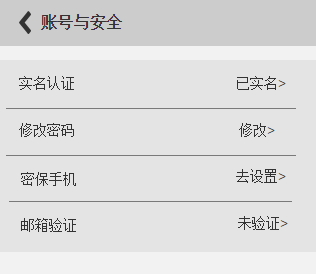 账号与安全
实名认证 已实名>
修改密码 修改>
密保手机 去设置>
邮箱验证 未验证>